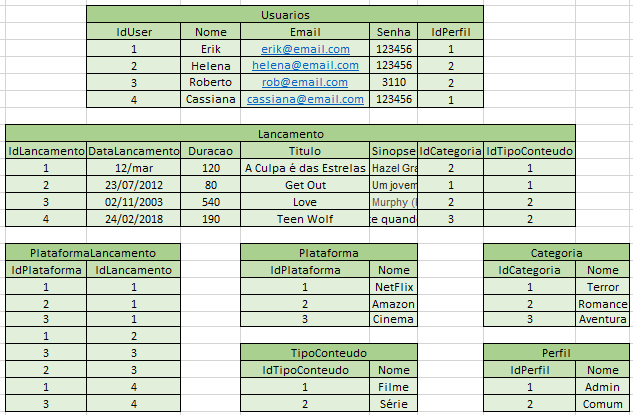 Usuarios
IdUser Nome Email Senha IdPerfil
1 Erik erik@email.com 123456 1
2 Helena helena@email.com 123456 2
3 Roberto rob@email.com 3110 2
4 Cassiana cassiana@email.com 123456 1
Lancamento
IdLancamento DataLancamento Duracao Titulo Sinopse IdCategoria IdTipoConteudo
1 12/mar 120 A Culpa é das Estrelas Hazel Gra 2 1
2 23/07/2012 80 Get Out Um jovem 1 1
3 02/11/2003 540 Love Murphy ( 2 2
4 24/02/2018 190 Teen Wolf te quando 3 2
PlataformaLancamento
IdPlataforma IdLancamento
1 1
2 1
3 1
1 2
3 3
2 3
1 4
3 4
Plataforma
IdPlataforma Nome
1 NetFlix
2 Amazon
3 Cinema
Categoria
IdCategoria Nome
1 Terror
2 Romance
3 Aventura
TipoConteudo
IdTipoConteudo Nome
1 Filme
2 Série
Perfil
IdPerfil Nome
1 Admin
2 Comum